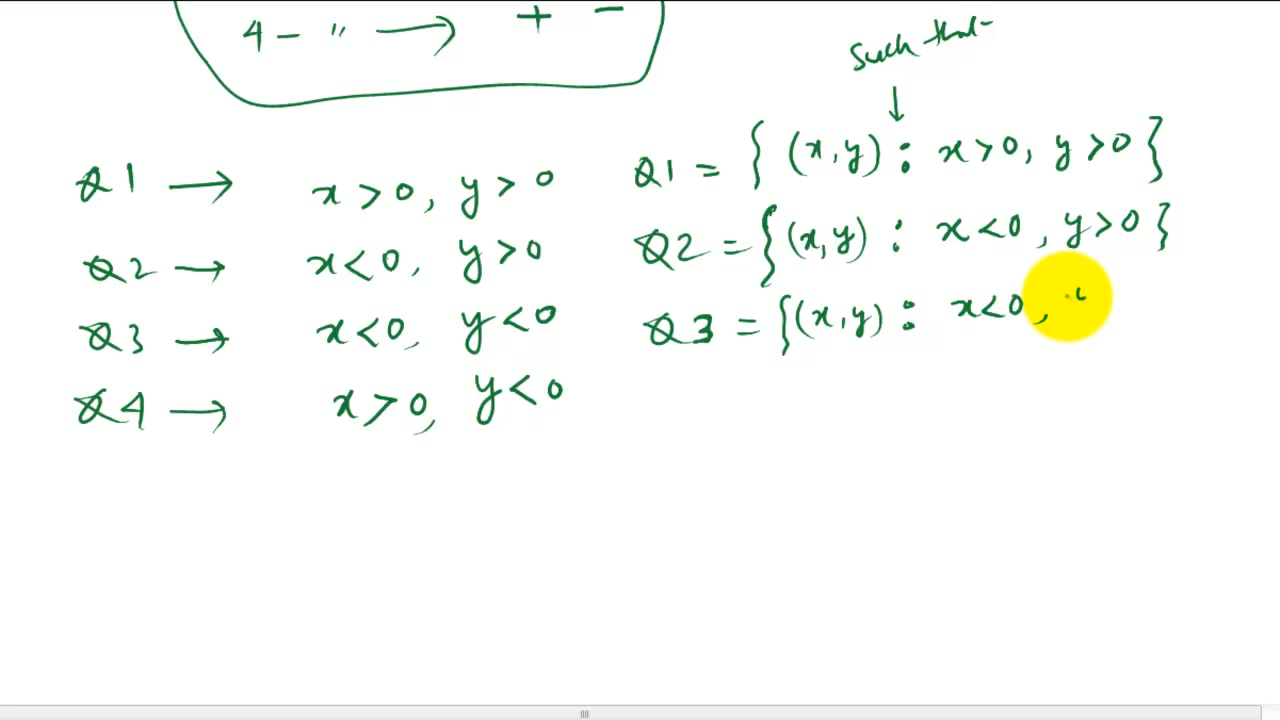 4 - " → + -
such that
↓
Q1 → x > 0, y > 0
Q2 → x < 0, y > 0
Q3 → x < 0, y < 0
Q4 → x > 0, y < 0
Q1 = { (x, y) : x > 0, y > 0 }
Q2 = { (x, y) : x < 0, y > 0 }
Q3 = { (x, y) : x < 0,